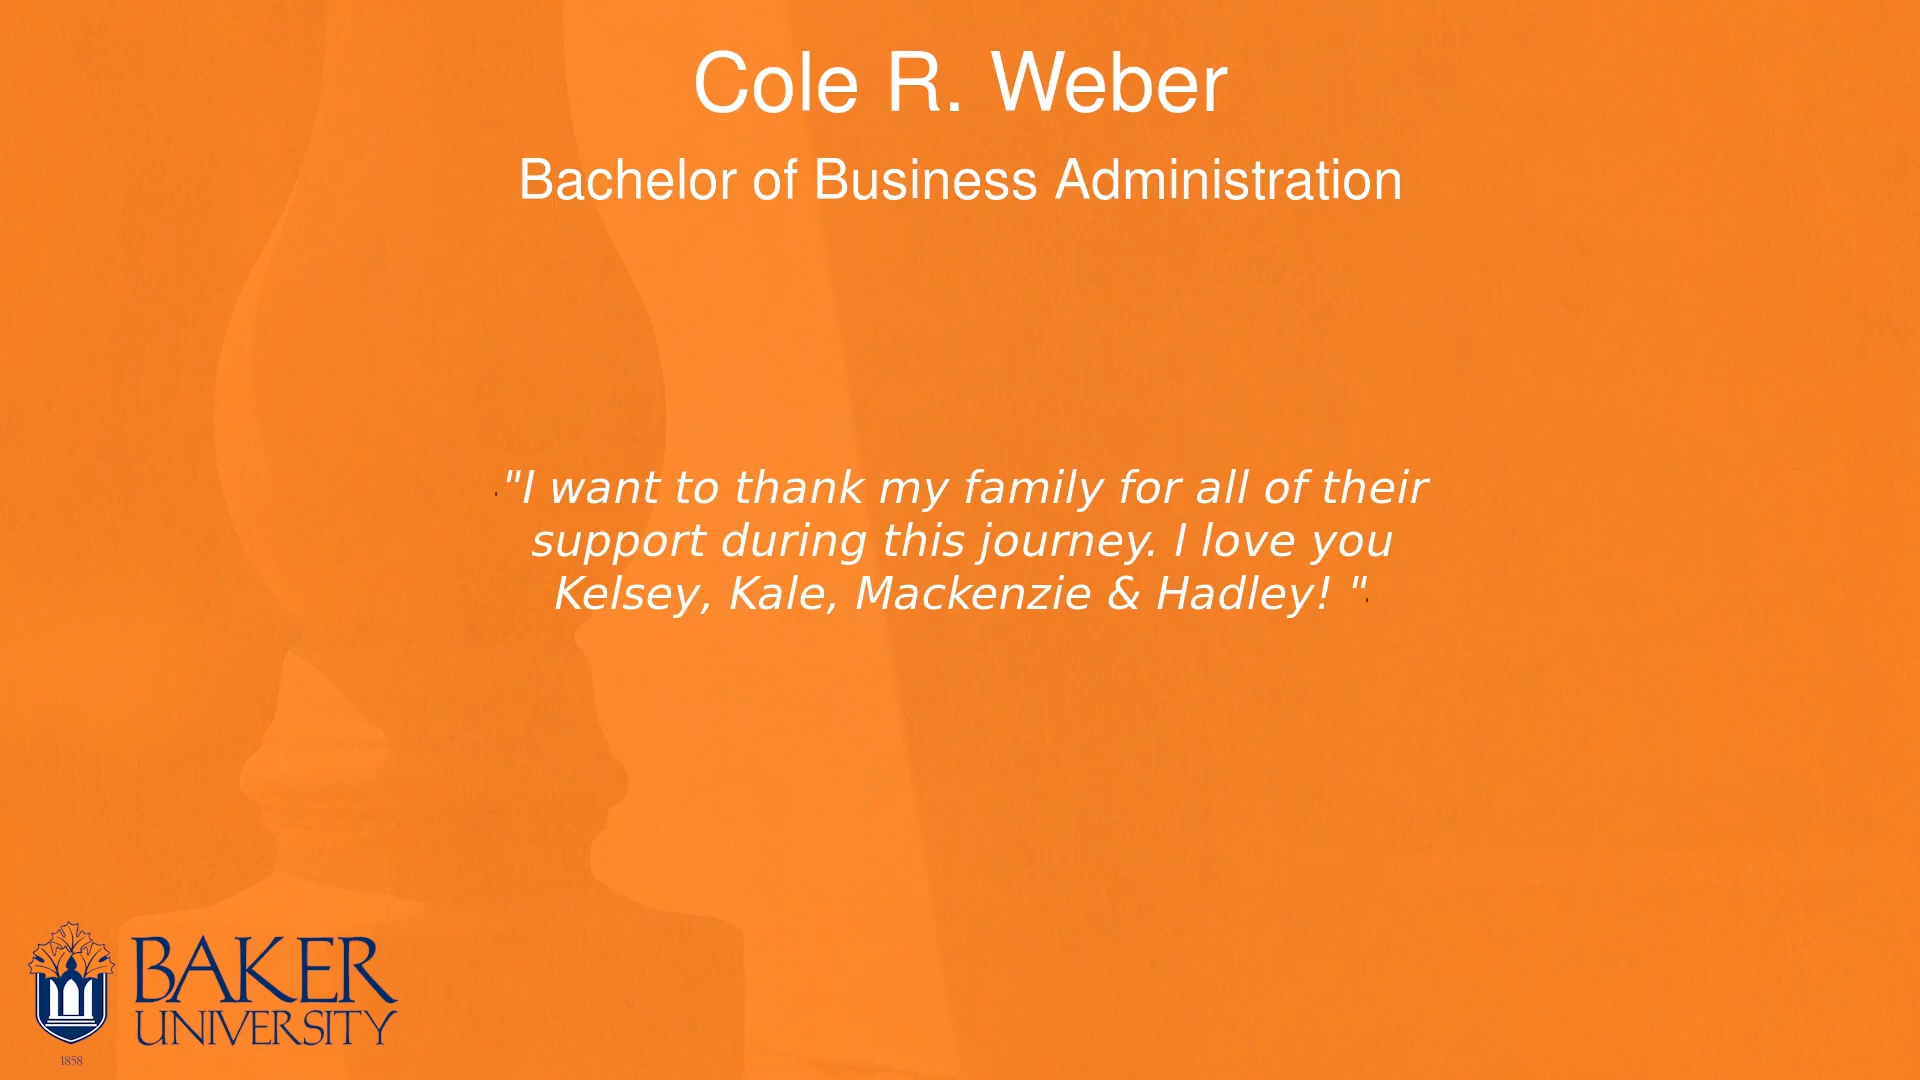 Cole R. Weber
Bachelor of Business Administration
"I want to thank my family for all of their
support during this journey. I love you
Kelsey, Kale, Mackenzie & Hadley! "
BAKER
UNIVERSITY
1858